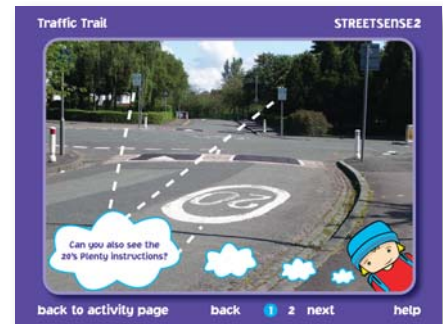 Traffic Trail
STREETSENSE2
Can you also see the
20's Plenty instructions?
20
back to activity page
back
1
2
next
help